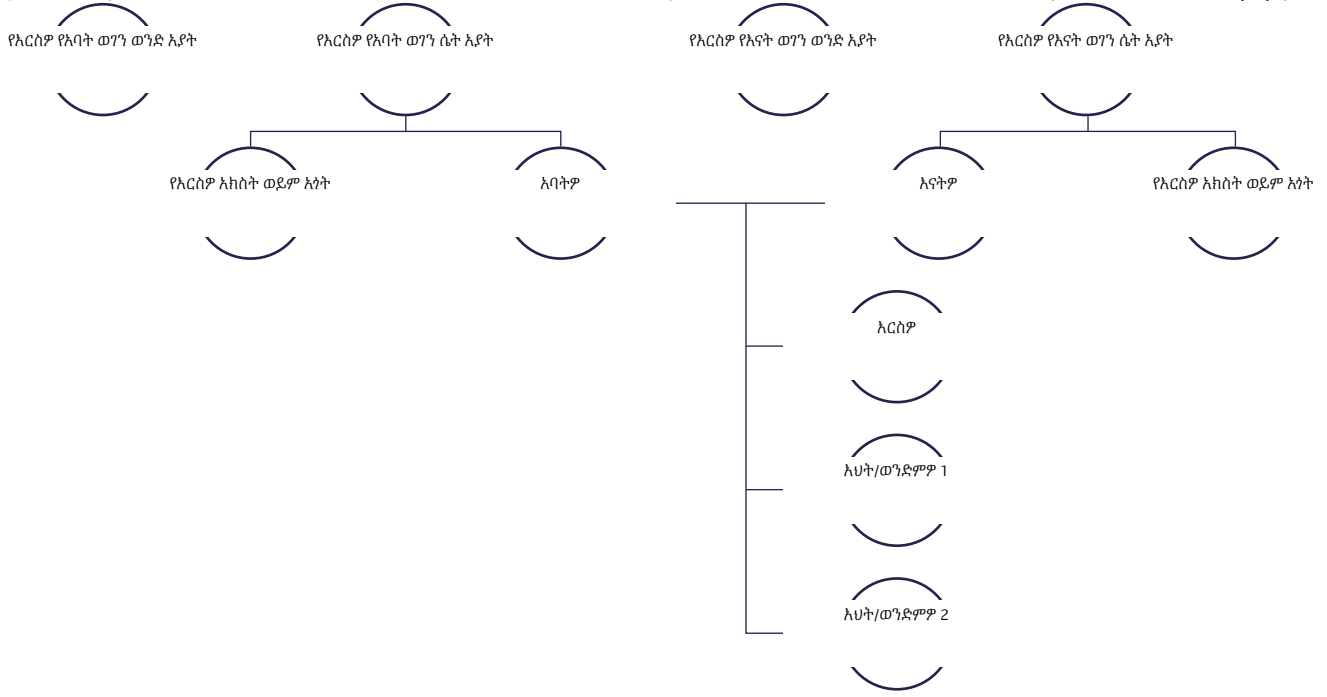 የእርስዎ የአባት ወገን ወንድ አያት
የእርስዎ የአባት ወገን ሴት አያት
የእርስዎ የእናት ወገን ወንድ አያት
የእርስዎ የእናት ወገን ሴት አያት
የእርስዎ አክስት ወይም አጎት
አባትዎ
እናትዎ
የእርስዎ አክስት ወይም አጎት
እርስዎ
እህት/ወንድምዎ 1
እህት/ወንድምዎ 2